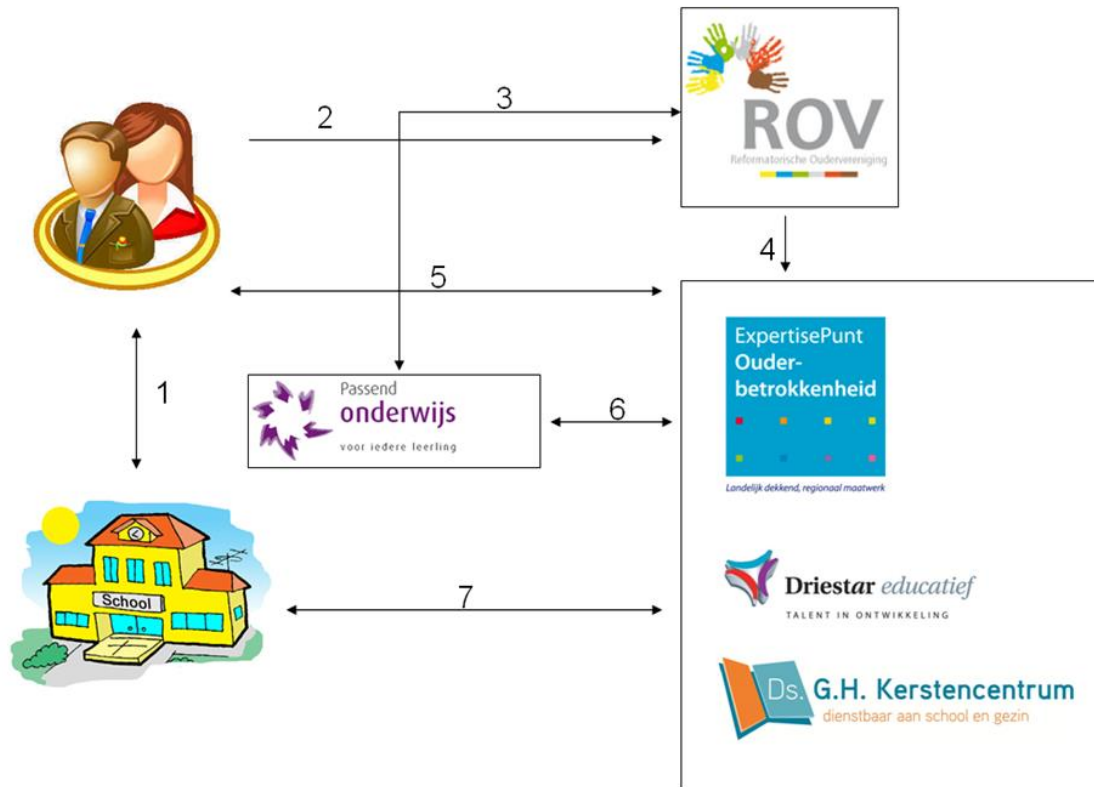 3
2
ROV
Reformatorische Oudervereniging
4
5
ExpertisePunt
Ouder-
betrokkenheid
Landelijk dekkend, regionaal maatwerk
1
Passend
onderwijs
voor iedere leerling
6
School
7
Driestar educatief
TALENT IN ONTWIKKELING
Ds. G.H. Kerstencentrum
dienstbaar aan school en gezin